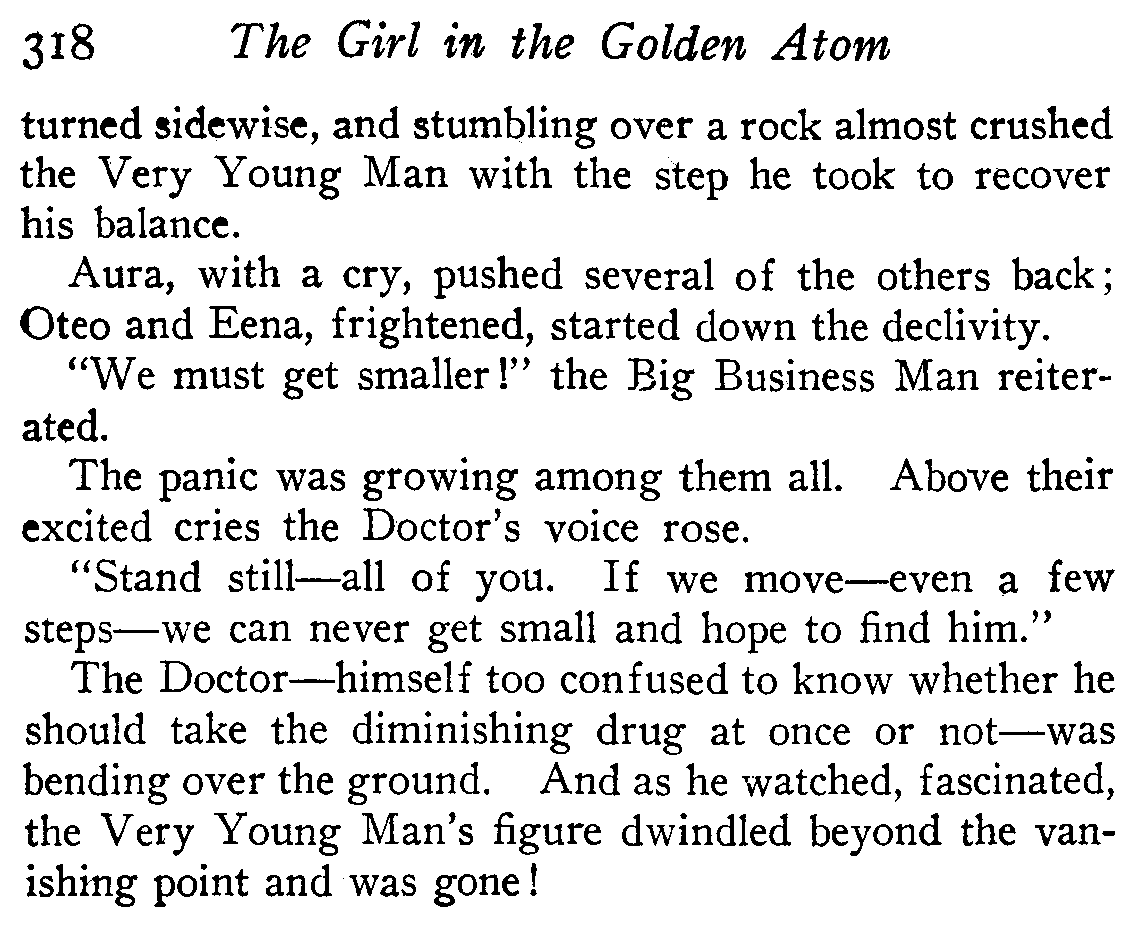 318 The Girl in the Golden Atom
turned sidewise, and stumbling over a rock almost crushed
the Very Young Man with the step he took to recover
his balance.
Aura, with a cry, pushed several of the others back;
Oteo and Eena, frightened, started down the declivity.
“We must get smaller!” the Big Business Man reiter-
ated.
The panic was growing among them all. Above their
excited cries the Doctor’s voice rose.
“Stand still—all of you. If we move—even a few
steps—we can never get small and hope to find him.”
The Doctor—himself too confused to know whether he
should take the diminishing drug at once or not—was
bending over the ground. And as he watched, fascinated,
the Very Young Man’s figure dwindled beyond the van-
ishing point and was gone!